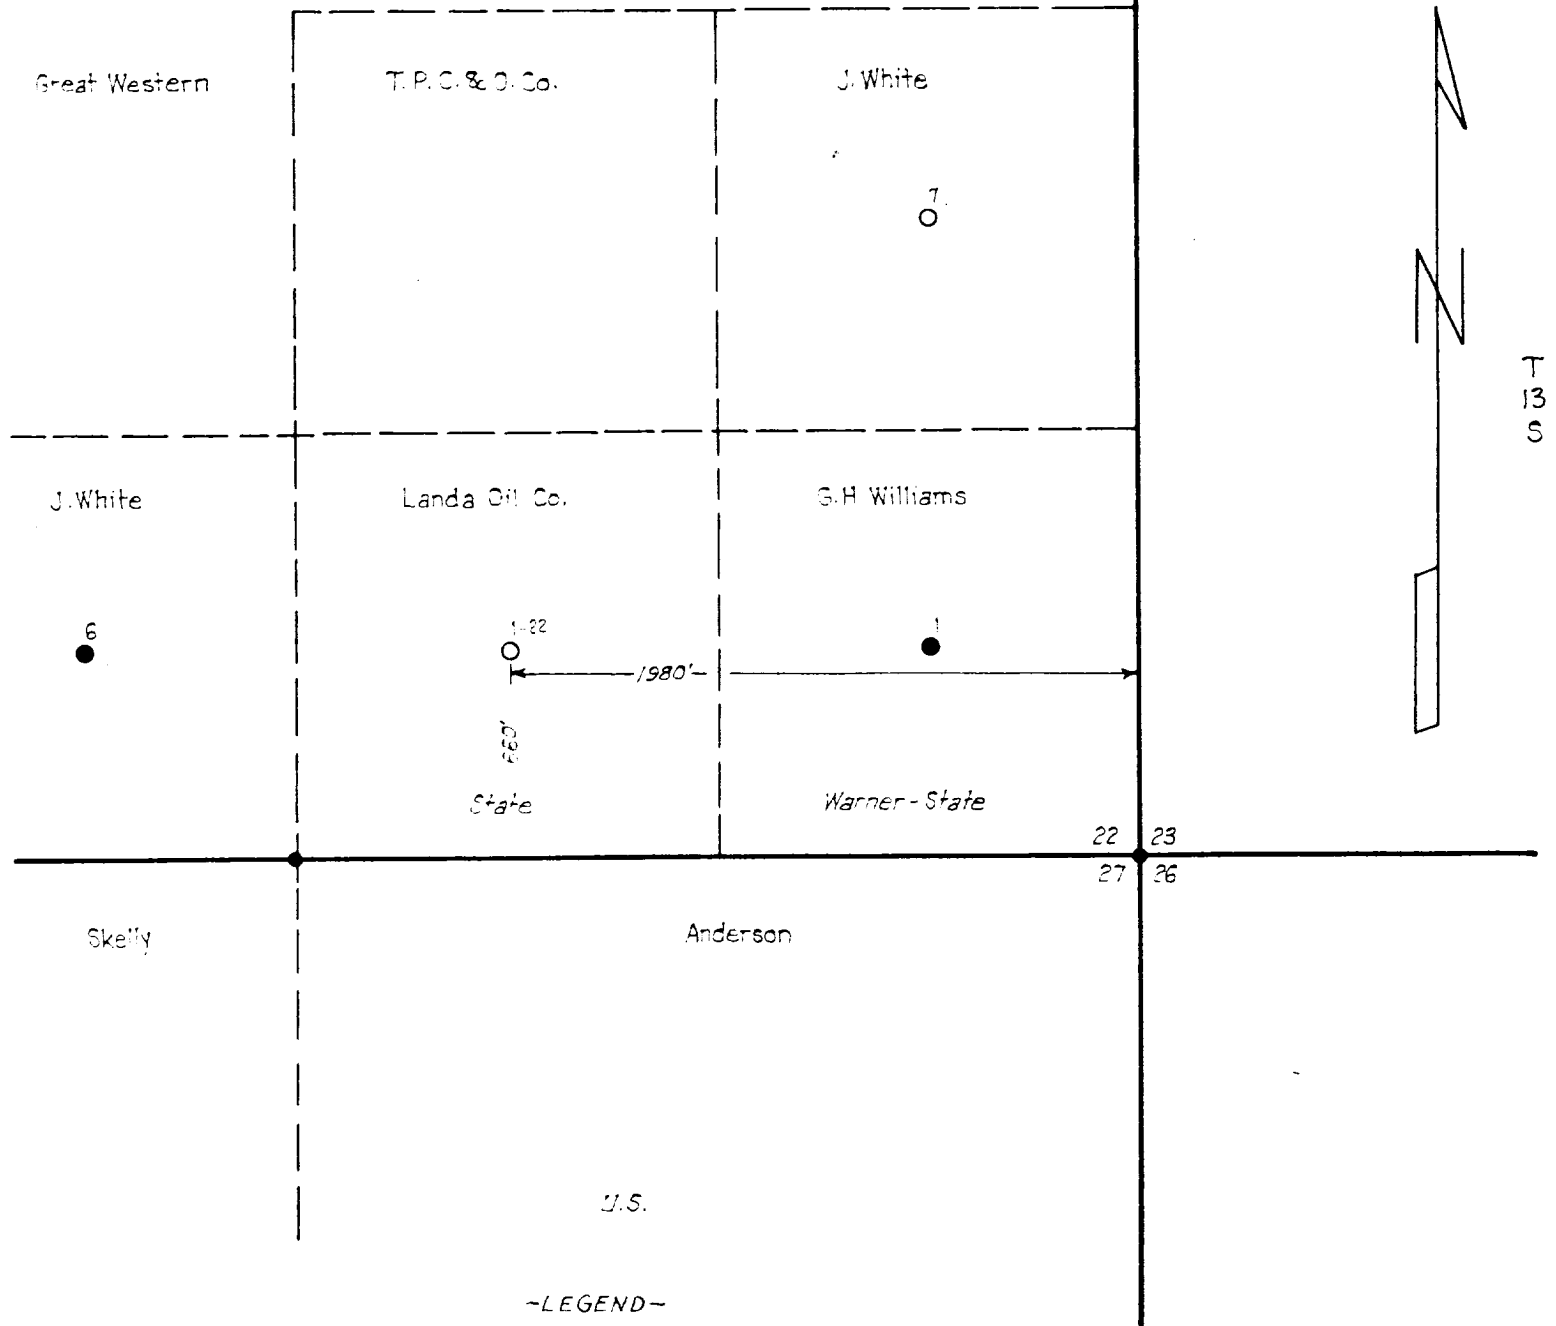 Great Western
T. P. C. & O. Co.
J. White
7
N
T
13
S
J. White
Landa Oil Co.
G. H Williams
6
1-22
1
1980'
660'
State
Warner-State
22 23
27 26
Skelly
Anderson
U.S.
-LEGEND-